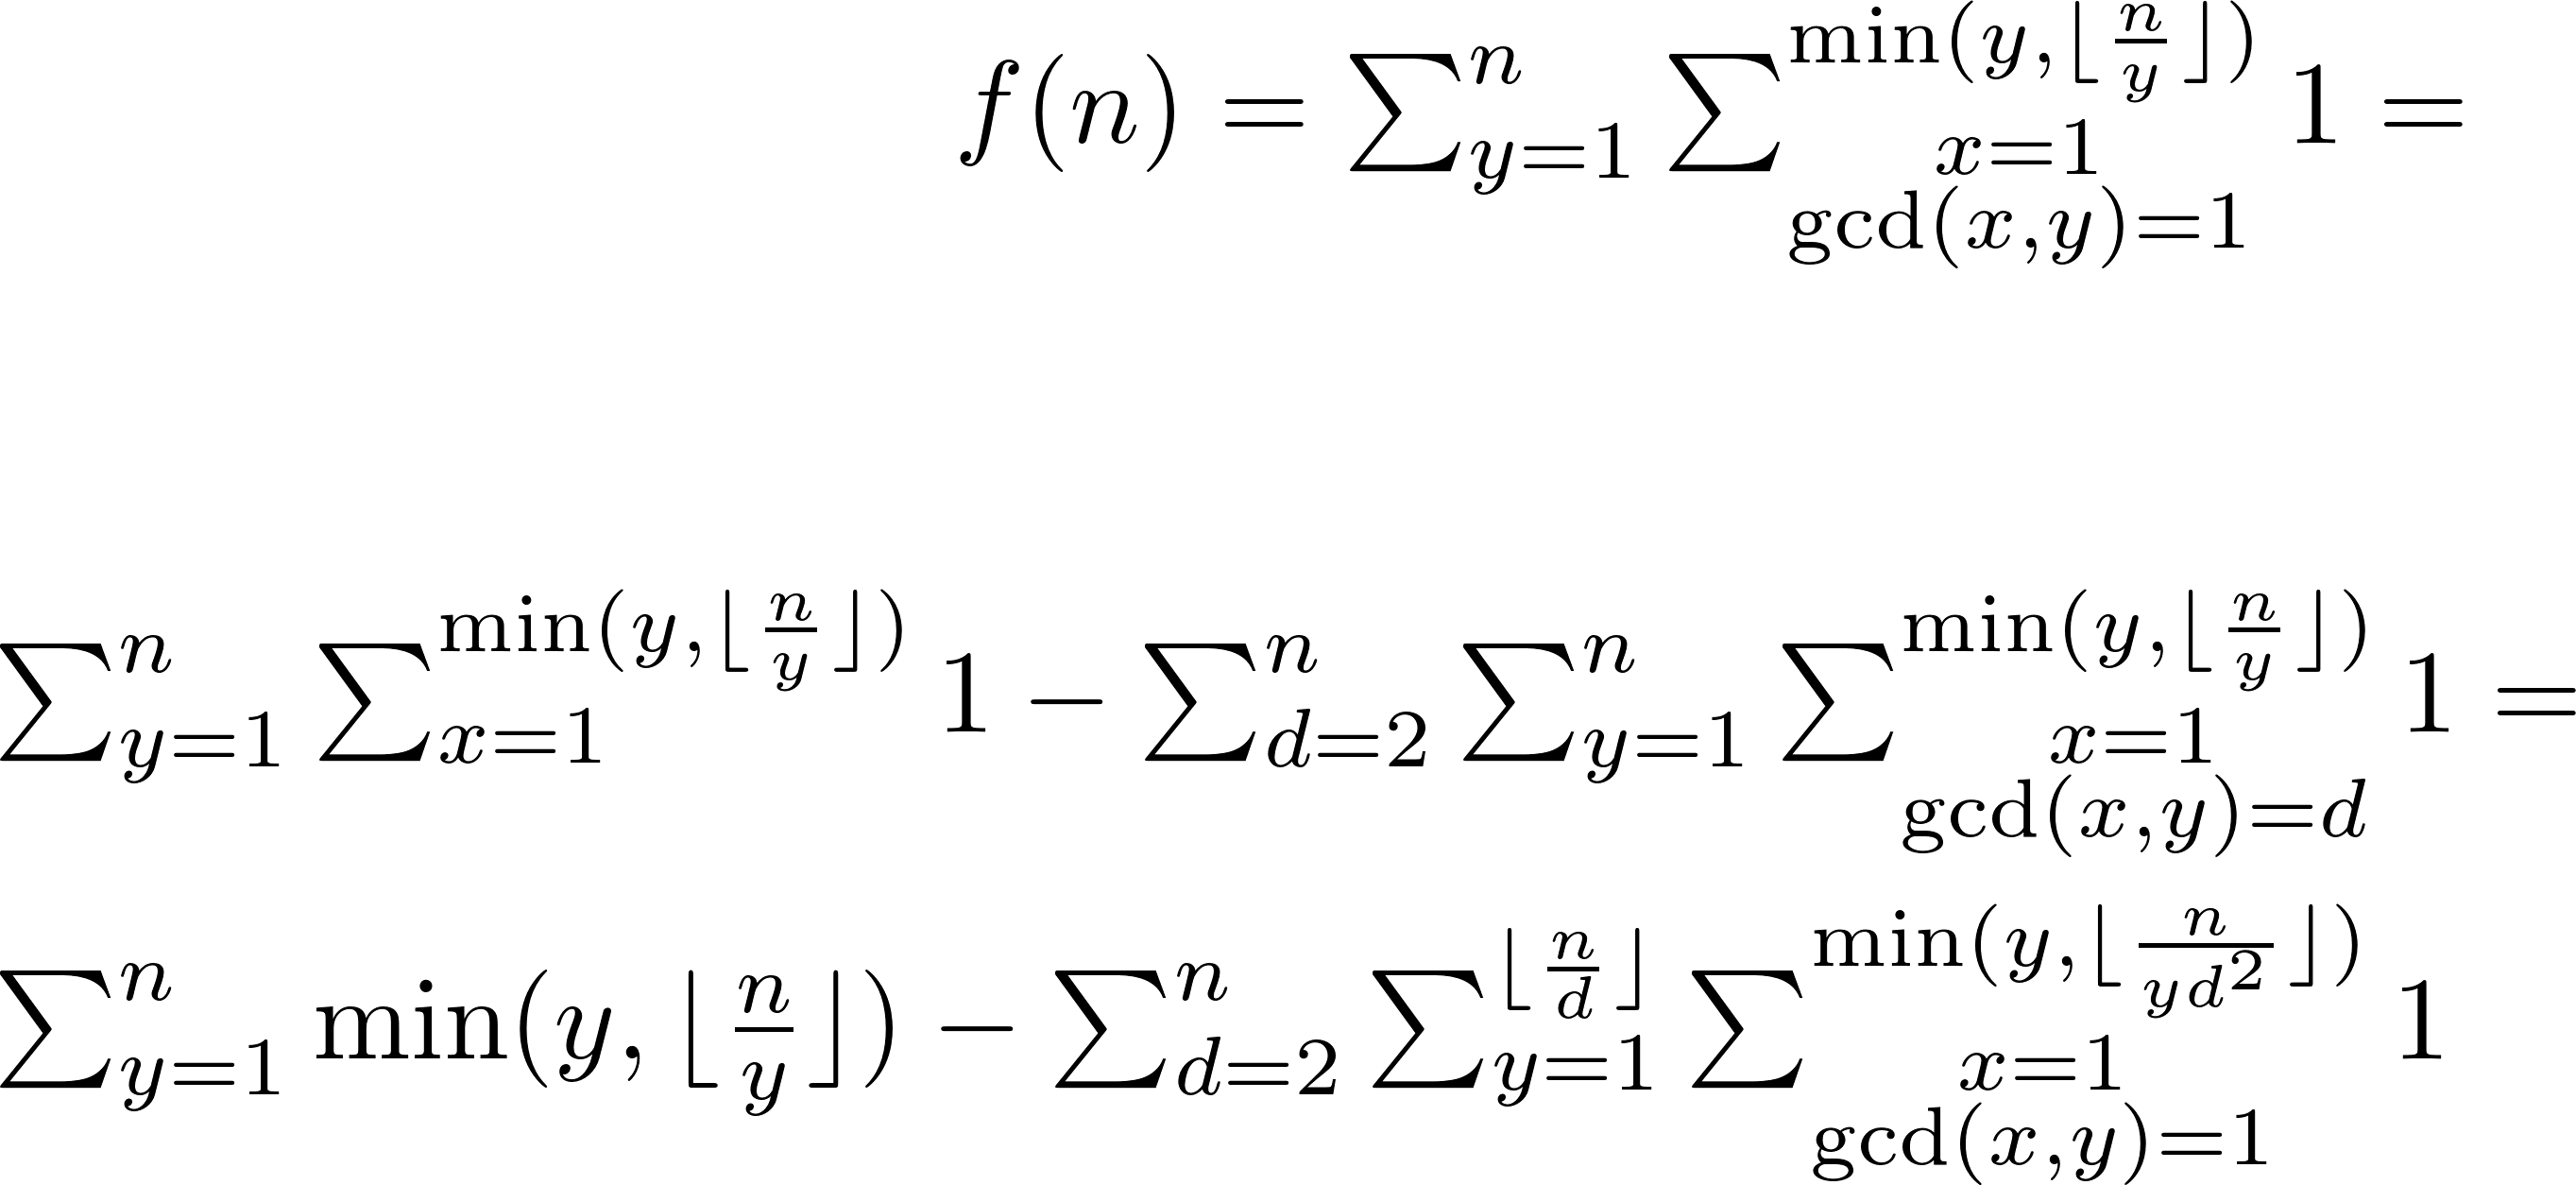 f(n) = \sum_{y=1}^{n} \sum_{\substack{x=1 \\ \gcd(x,y)=1}}^{\min(y,\lfloor \frac{n}{y} \rfloor)} 1 =
\sum_{y=1}^{n} \sum_{x=1}^{\min(y,\lfloor \frac{n}{y} \rfloor)} 1 - \sum_{d=2}^{n} \sum_{y=1}^{n} \sum_{\substack{x=1 \\ \gcd(x,y)=d}}^{\min(y,\lfloor \frac{n}{y} \rfloor)} 1 =
\sum_{y=1}^{n} \min(y, \lfloor \frac{n}{y} \rfloor) - \sum_{d=2}^{n} \sum_{y=1}^{\lfloor \frac{n}{d} \rfloor} \sum_{\substack{x=1 \\ \gcd(x,y)=1}}^{\min(y,\lfloor \frac{n}{yd^2} \rfloor)} 1